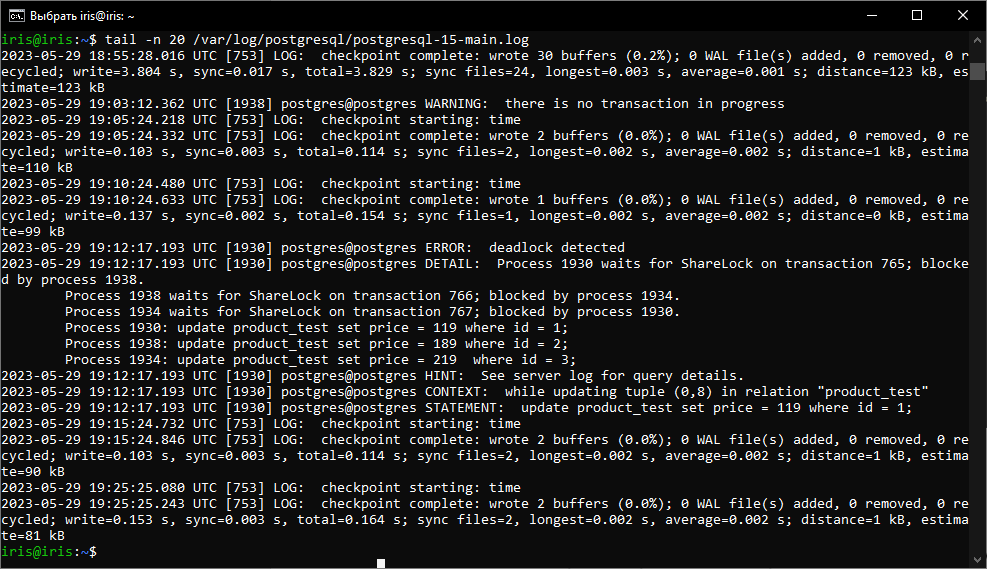 Выбрать iris@iris: ~
iris@iris:~$ tail -n 20 /var/log/postgresql/postgresql-15-main.log
2023-05-29 18:55:28.016 UTC [753] LOG:  checkpoint complete: wrote 30 buffers (0.2%); 0 WAL file(s) added, 0 removed, 0 r
ecycled; write=3.804 s, sync=0.017 s, total=3.829 s; sync files=24, longest=0.003 s, average=0.001 s; distance=123 kB, es
timate=123 kB
2023-05-29 19:03:12.362 UTC [1938] postgres@postgres WARNING:  there is no transaction in progress
2023-05-29 19:05:24.218 UTC [753] LOG:  checkpoint starting: time
2023-05-29 19:05:24.332 UTC [753] LOG:  checkpoint complete: wrote 2 buffers (0.0%); 0 WAL file(s) added, 0 removed, 0 re
cycled; write=0.103 s, sync=0.003 s, total=0.114 s; sync files=2, longest=0.002 s, average=0.002 s; distance=1 kB, estima
te=110 kB
2023-05-29 19:10:24.480 UTC [753] LOG:  checkpoint starting: time
2023-05-29 19:10:24.633 UTC [753] LOG:  checkpoint complete: wrote 1 buffers (0.0%); 0 WAL file(s) added, 0 removed, 0 re
cycled; write=0.137 s, sync=0.002 s, total=0.154 s; sync files=1, longest=0.002 s, average=0.002 s; distance=0 kB, estima
te=99 kB
2023-05-29 19:12:17.193 UTC [1930] postgres@postgres ERROR:  deadlock detected
2023-05-29 19:12:17.193 UTC [1930] postgres@postgres DETAIL:  Process 1930 waits for ShareLock on transaction 765; blocke
d by process 1938.
        Process 1938 waits for ShareLock on transaction 766; blocked by process 1934.
        Process 1934 waits for ShareLock on transaction 767; blocked by process 1930.
        Process 1930: update product_test set price = 119 where id = 1;
        Process 1938: update product_test set price = 189 where id = 2;
        Process 1934: update product_test set price = 219  where id = 3;
2023-05-29 19:12:17.193 UTC [1930] postgres@postgres HINT:  See server log for query details.
2023-05-29 19:12:17.193 UTC [1930] postgres@postgres CONTEXT:  while updating tuple (0,8) in relation "product_test"
2023-05-29 19:12:17.193 UTC [1930] postgres@postgres STATEMENT:  update product_test set price = 119 where id = 1;
2023-05-29 19:15:24.732 UTC [753] LOG:  checkpoint starting: time
2023-05-29 19:15:24.846 UTC [753] LOG:  checkpoint complete: wrote 2 buffers (0.0%); 0 WAL file(s) added, 0 removed, 0 re
cycled; write=0.103 s, sync=0.003 s, total=0.114 s; sync files=2, longest=0.002 s, average=0.002 s; distance=1 kB, estima
te=90 kB
2023-05-29 19:25:25.080 UTC [753] LOG:  checkpoint starting: time
2023-05-29 19:25:25.243 UTC [753] LOG:  checkpoint complete: wrote 2 buffers (0.0%); 0 WAL file(s) added, 0 removed, 0 re
cycled; write=0.153 s, sync=0.003 s, total=0.164 s; sync files=2, longest=0.002 s, average=0.002 s; distance=1 kB, estima
te=81 kB
iris@iris:~$